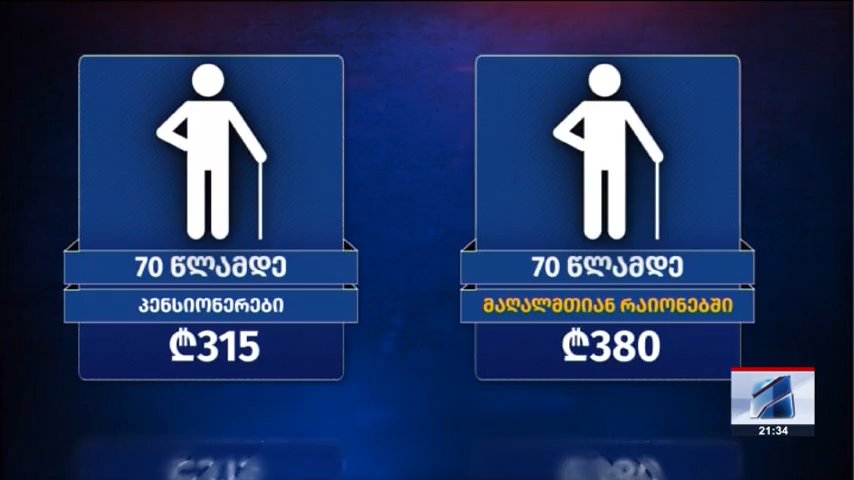 70 წლამდე
პენსიონერები
₾315
70 წლამდე
მაღალმთიან რაიონებში
₾380
21:34